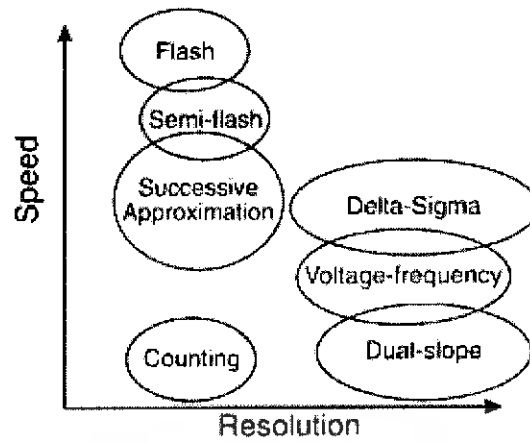 Flash
Semi-flash
Successive
Approximation
Delta-Sigma
Voltage-frequency
Counting
Dual-slope
Speed
Resolution